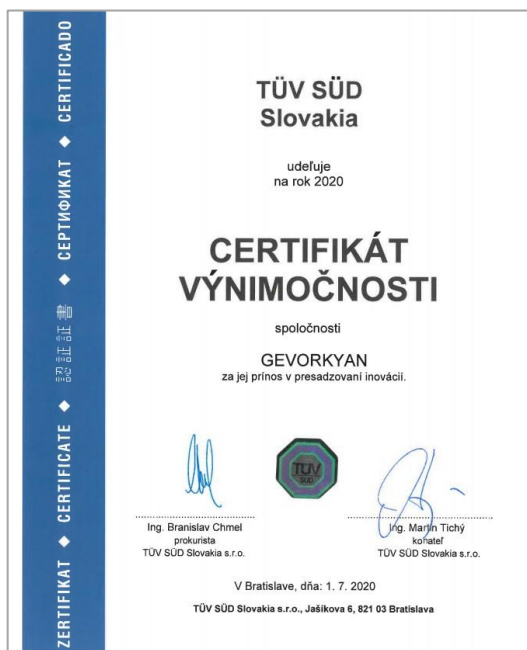 TÜV SÜD
Slovakia
udeľuje
na rok 2020
CERTIFIKÁT
VÝNIMOČNOSTI
spoločnosti
GEVORKYAN
za jej prínos v presadzovaní inovácií.
TÜV
SÜD
Ing. Branislav Chmel
prokurista
TÜV SÜD Slovakia s.r.o.
Ing. Martin Tichý
konateľ
TÜV SÜD Slovakia s.r.o.
V Bratislave, dňa: 1. 7. 2020
TÜV SÜD Slovakia s.r.o., Jašíkova 6, 821 03 Bratislava
ZERTIFIKAT ◆ CERTIFICATE ◆ 認証証書 ◆ СЕРТИФИКАТ ◆ CERTIFICADO